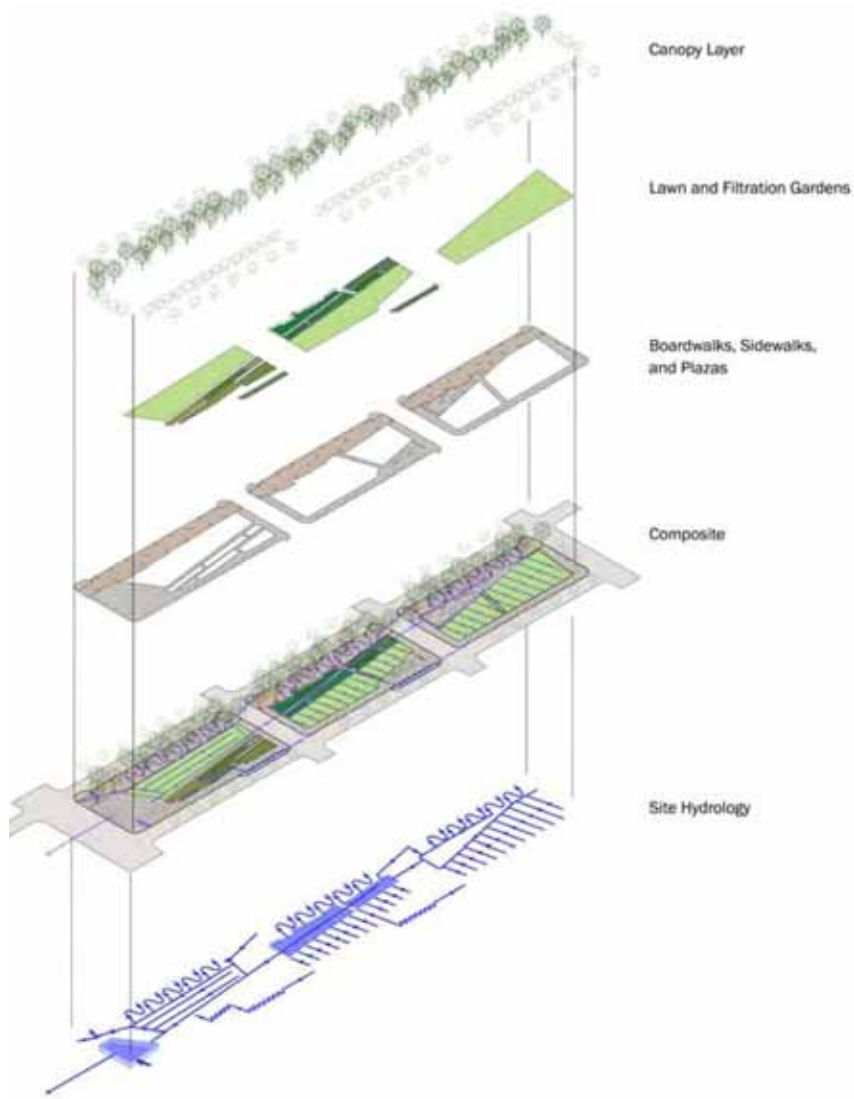 Canopy Layer
Lawn and Filtration Gardens
Boardwalks, Sidewalks,
and Plazas
Composite
Site Hydrology